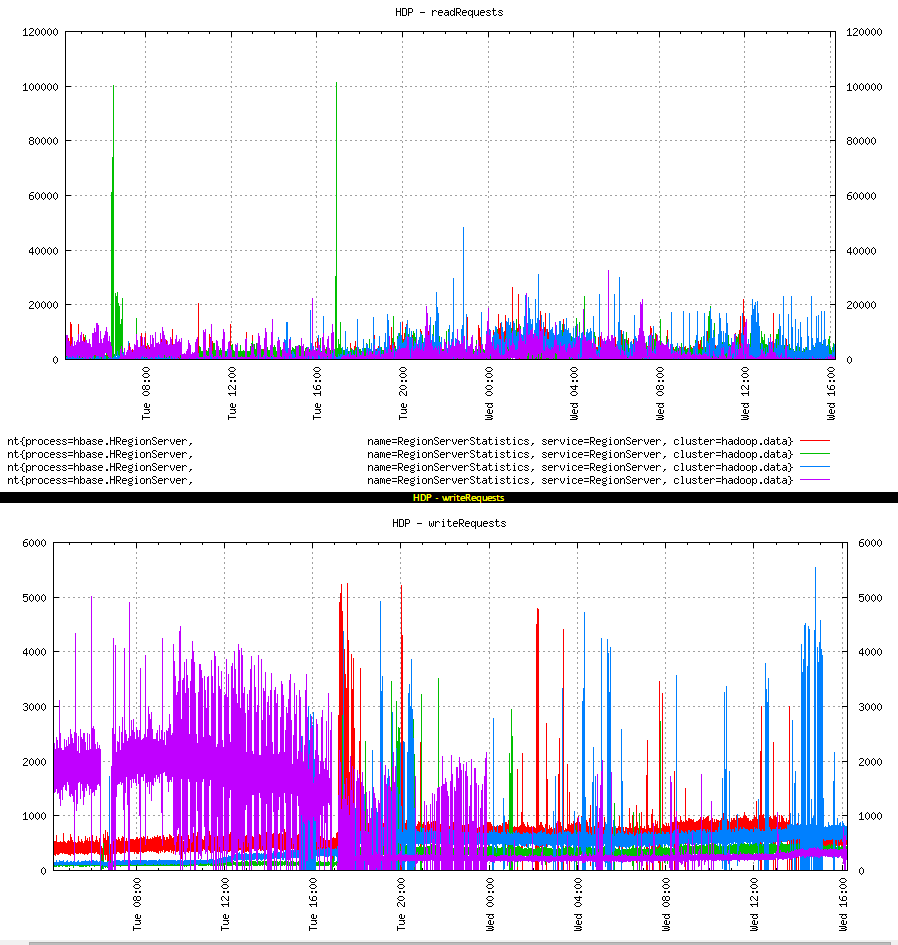 HDP - readRequests
120000 120000
100000 100000
80000 80000
60000 60000
40000 40000
20000 20000
0 0
Tue 08:00 Tue 12:00 Tue 16:00 Tue 20:00 Wed 00:00 Wed 04:00 Wed 08:00 Wed 12:00 Wed 16:00
nt{process=hbase.HRegionServer, name=RegionServerStatistics, service=RegionServer, cluster=hadoop.data}
nt{process=hbase.HRegionServer, name=RegionServerStatistics, service=RegionServer, cluster=hadoop.data}
nt{process=hbase.HRegionServer, name=RegionServerStatistics, service=RegionServer, cluster=hadoop.data}
nt{process=hbase.HRegionServer, name=RegionServerStatistics, service=RegionServer, cluster=hadoop.data}
HDP - writeRequests
HDP - writeRequests
6000 6000
5000 5000
4000 4000
3000 3000
2000 2000
1000 1000
0 0
Tue 08:00 Tue 12:00 Tue 16:00 Tue 20:00 Wed 00:00 Wed 04:00 Wed 08:00 Wed 12:00 Wed 16:00